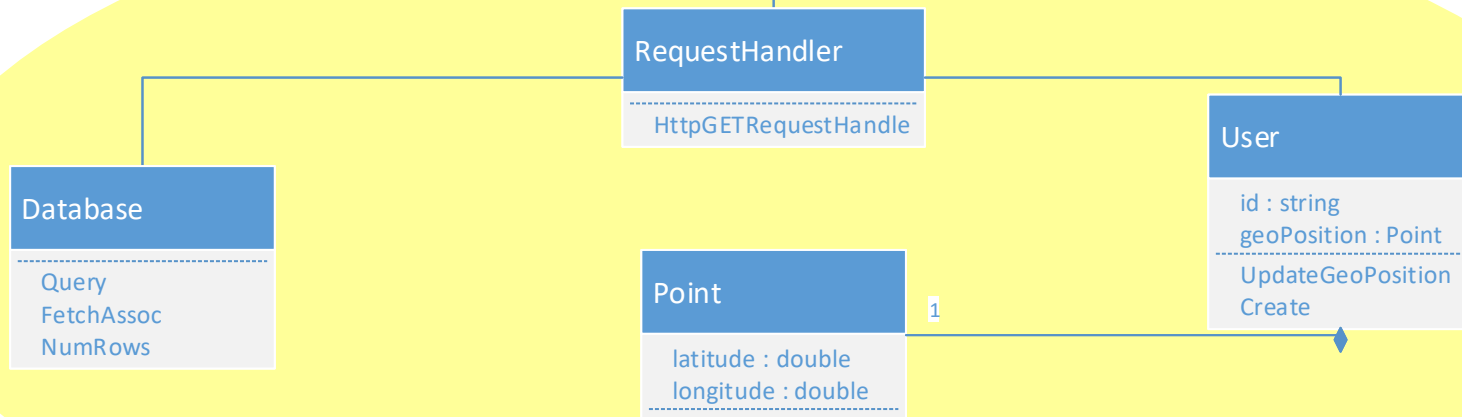 RequestHandler
HttpGETRequestHandle
User
id : string
geoPosition : Point
UpdateGeoPosition
Create
Database
Query
FetchAssoc
NumRows
Point
latitude : double
longitude : double
1